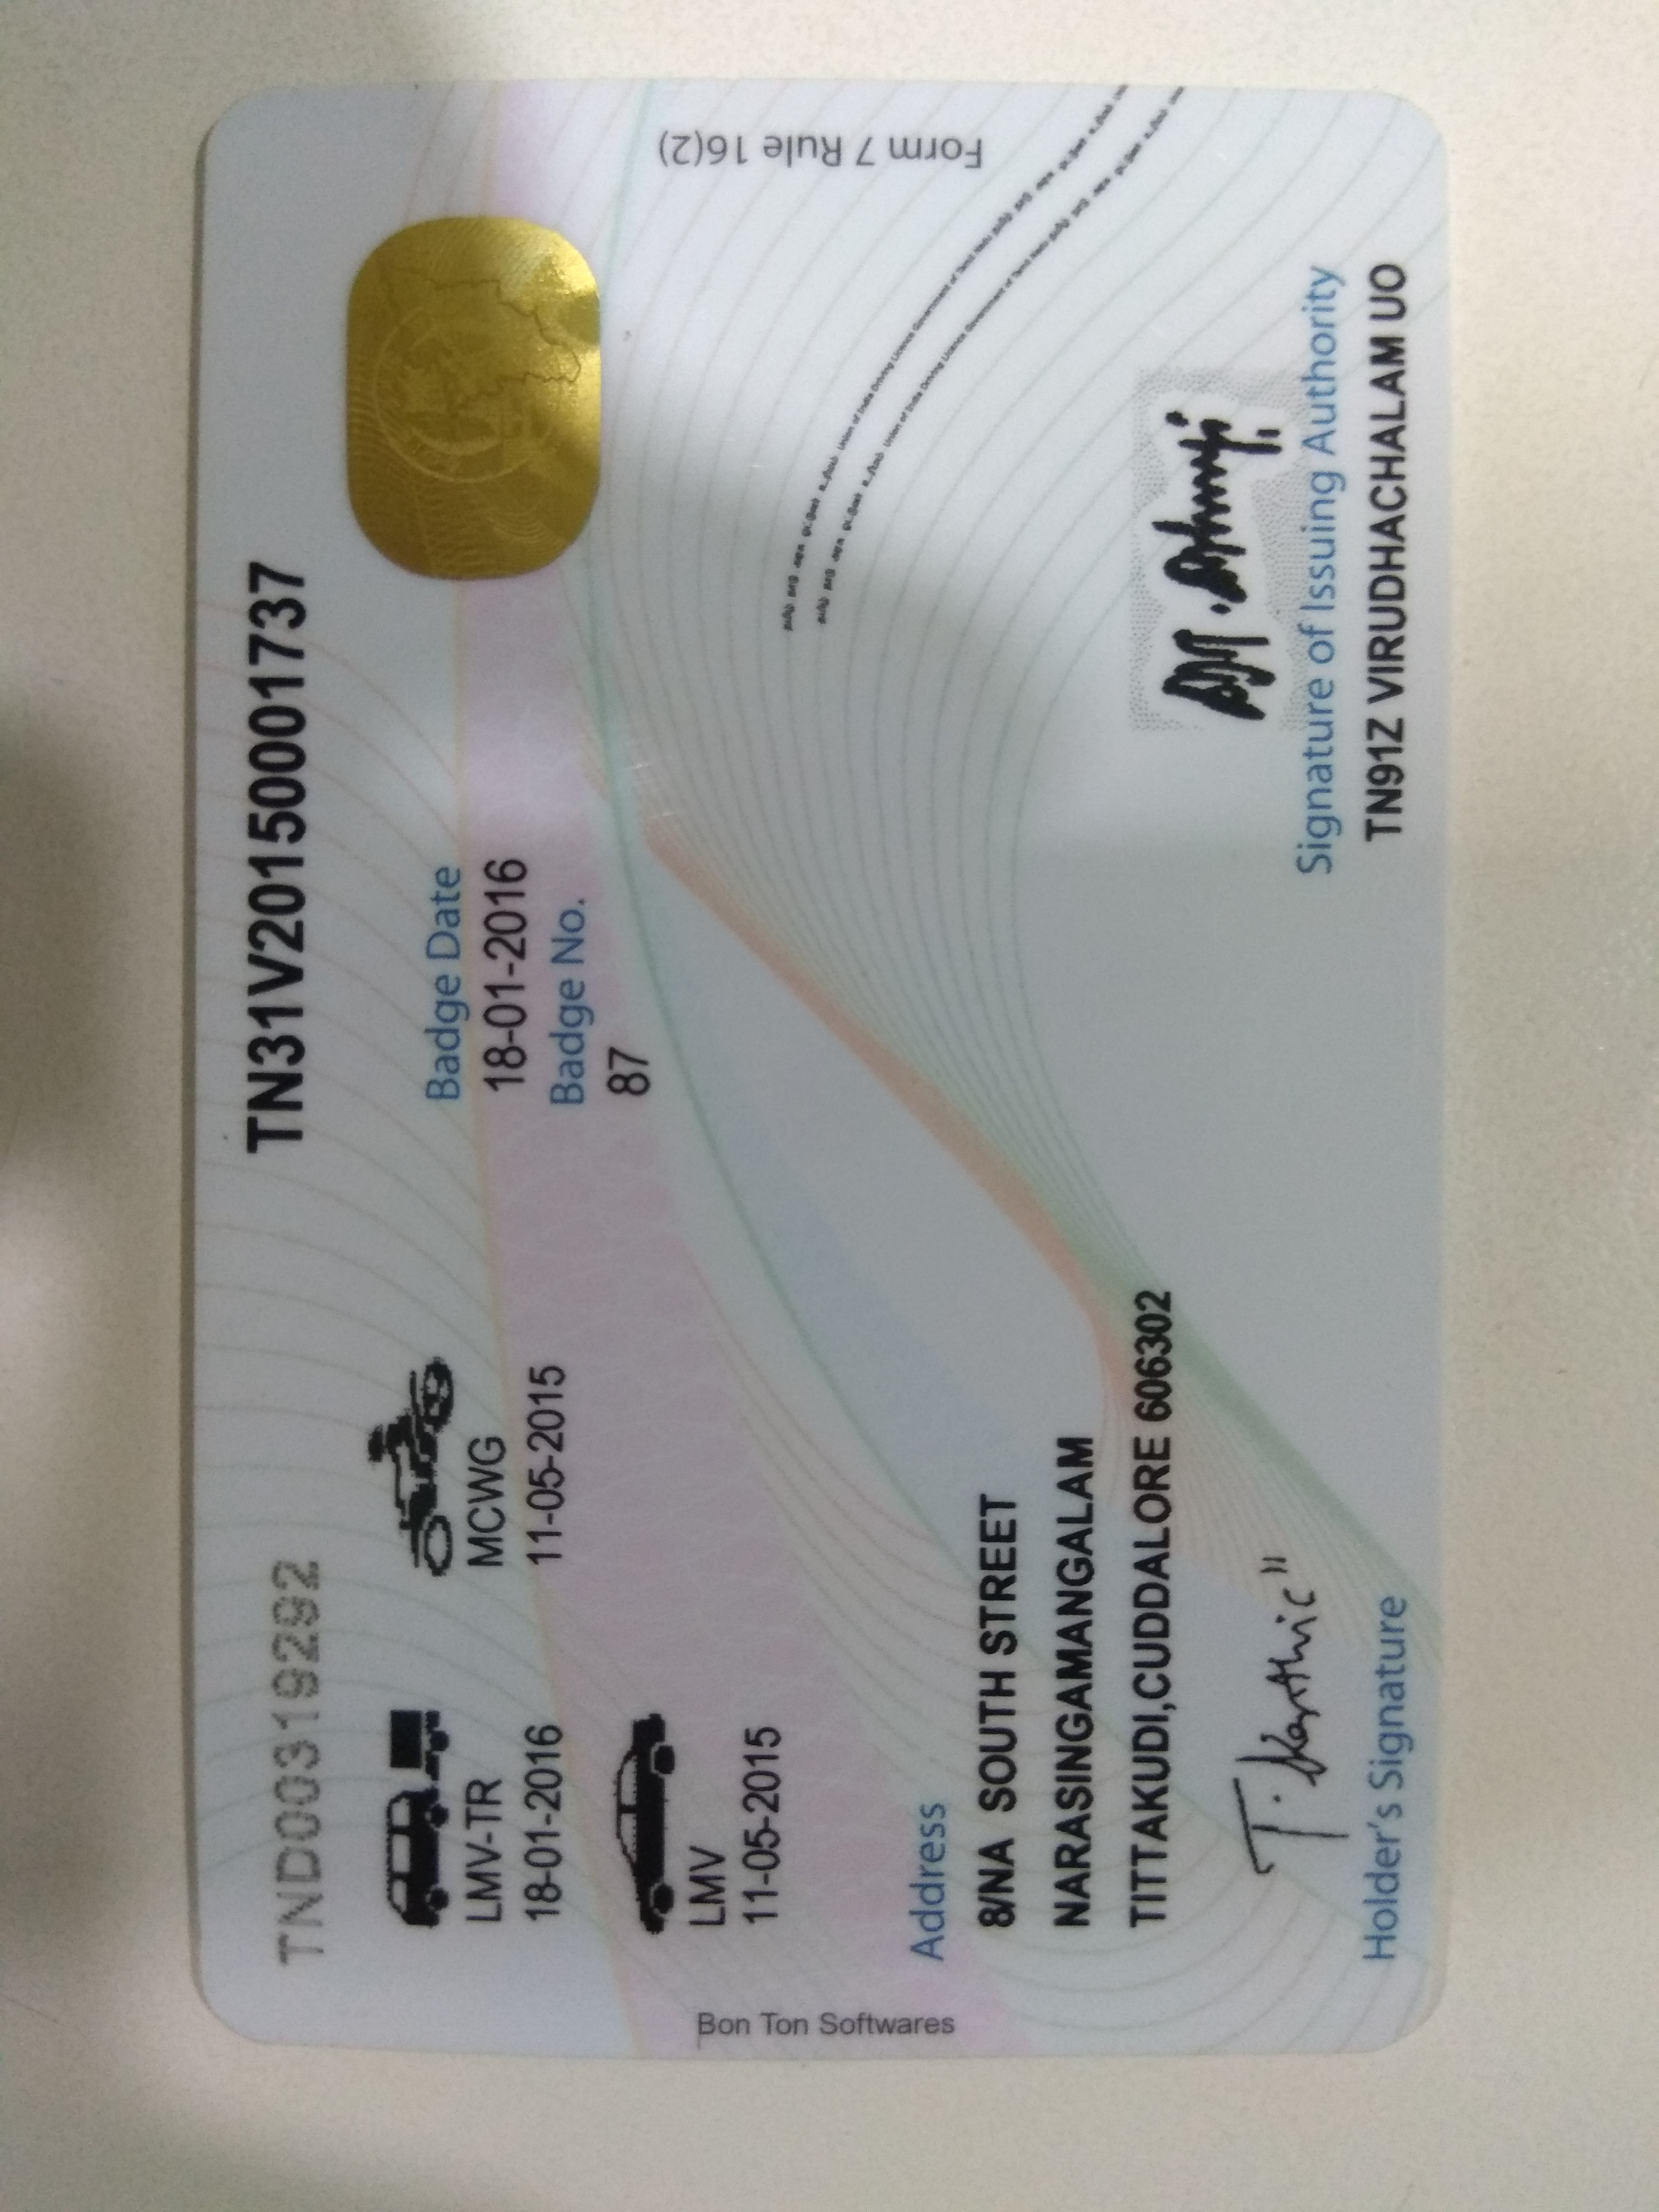 TND00319292
TN31V20150001737
LMV-TR
18-01-2016
MCWG
11-05-2015
Badge Date
18-01-2016
Badge No.
87
LMV
11-05-2015
Form 7 Rule 16(2)
Address
8/NA SOUTH STREET
NARASINGAMANGALAM
TITTAKUDI,CUDDALORE 606302
T. Karthic"
Holder's Signature
Signature of Issuing Authority
TN91Z VIRUDHACHALAM UO
Bon Ton Softwares